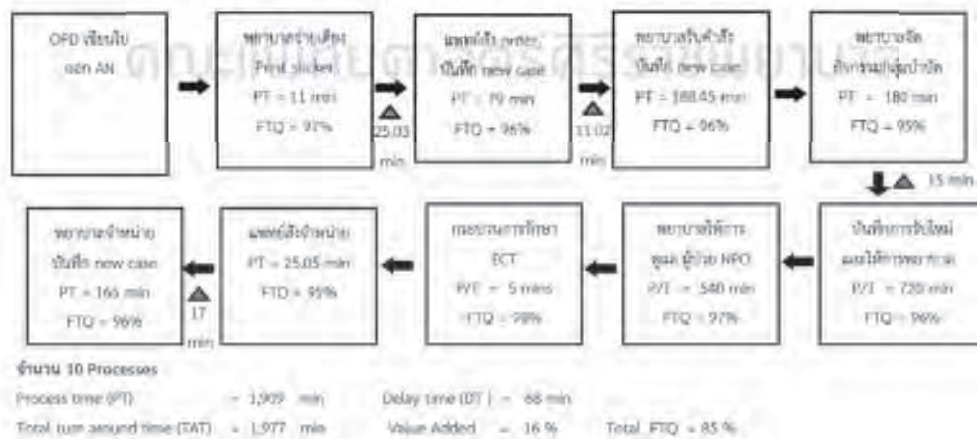 OPD เขียนใบ
ออก AN
พยาบาลจ่ายเตียง
Print sticker
PT = 11 min
FTQ = 97%
25.03
min
แพทย์สั่ง order
บันทึก new case
PT = 79 min
FTQ = 96%
11.02
min
พยาบาลรับคำสั่ง
บันทึก new case
PT = 188.45 min
FTQ = 96%
พยาบาลจัด
กิจกรรมกลุ่มบำบัด
PT = 180 min
FTQ = 95%
15 min
บันทึกการรับใหม่
และให้การพยาบาล
P/T = 720 min
FTQ = 96%
พยาบาลให้การ
ดูแล ผู้ป่วย NPO
P/T = 540 min
FTQ = 97%
กระบวนการรักษา
ECT
P/T = 5 mins
FTQ = 98%
แพทย์สั่งจำหน่าย
PT = 25.05 min
FTQ = 95%
17
min
พยาบาลจำหน่าย
บันทึก new case
PT = 165 min
FTQ = 96%
จำนวน 10 Processes
Process time (PT) = 1,909 min Delay time (DT ) = 68 min
Total turn around time (TAT) = 1,977 min Value Added = 16 % Total FTQ = 85 %